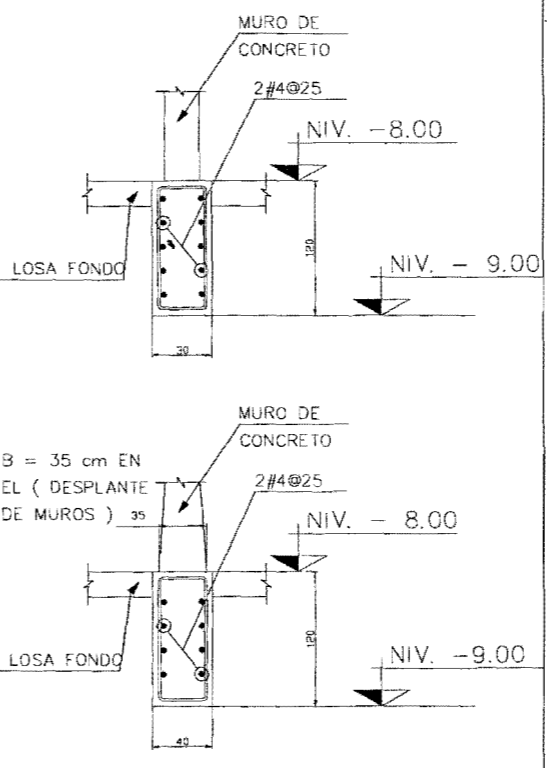 MURO DE
CONCRETO
2#4@25
NIV. -8.00
LOSA FONDO
120
NIV. - 9.00
30
MURO DE
CONCRETO
B = 35 cm EN
EL ( DESPLANTE
DE MUROS ) 35
2#4@25
NIV. - 8.00
LOSA FONDO
120
NIV. -9.00
40